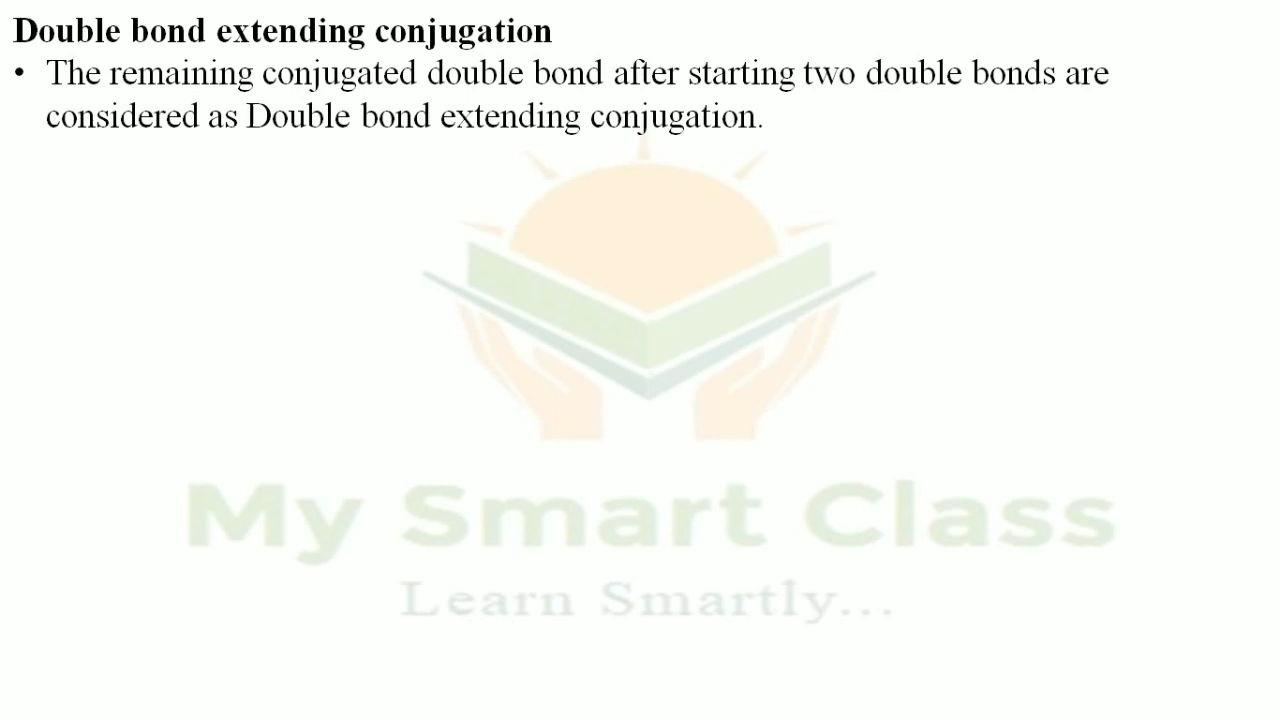 Double bond extending conjugation
• The remaining conjugated double bond after starting two double bonds are
considered as Double bond extending conjugation.
My Smart Class
Learn Smartly...